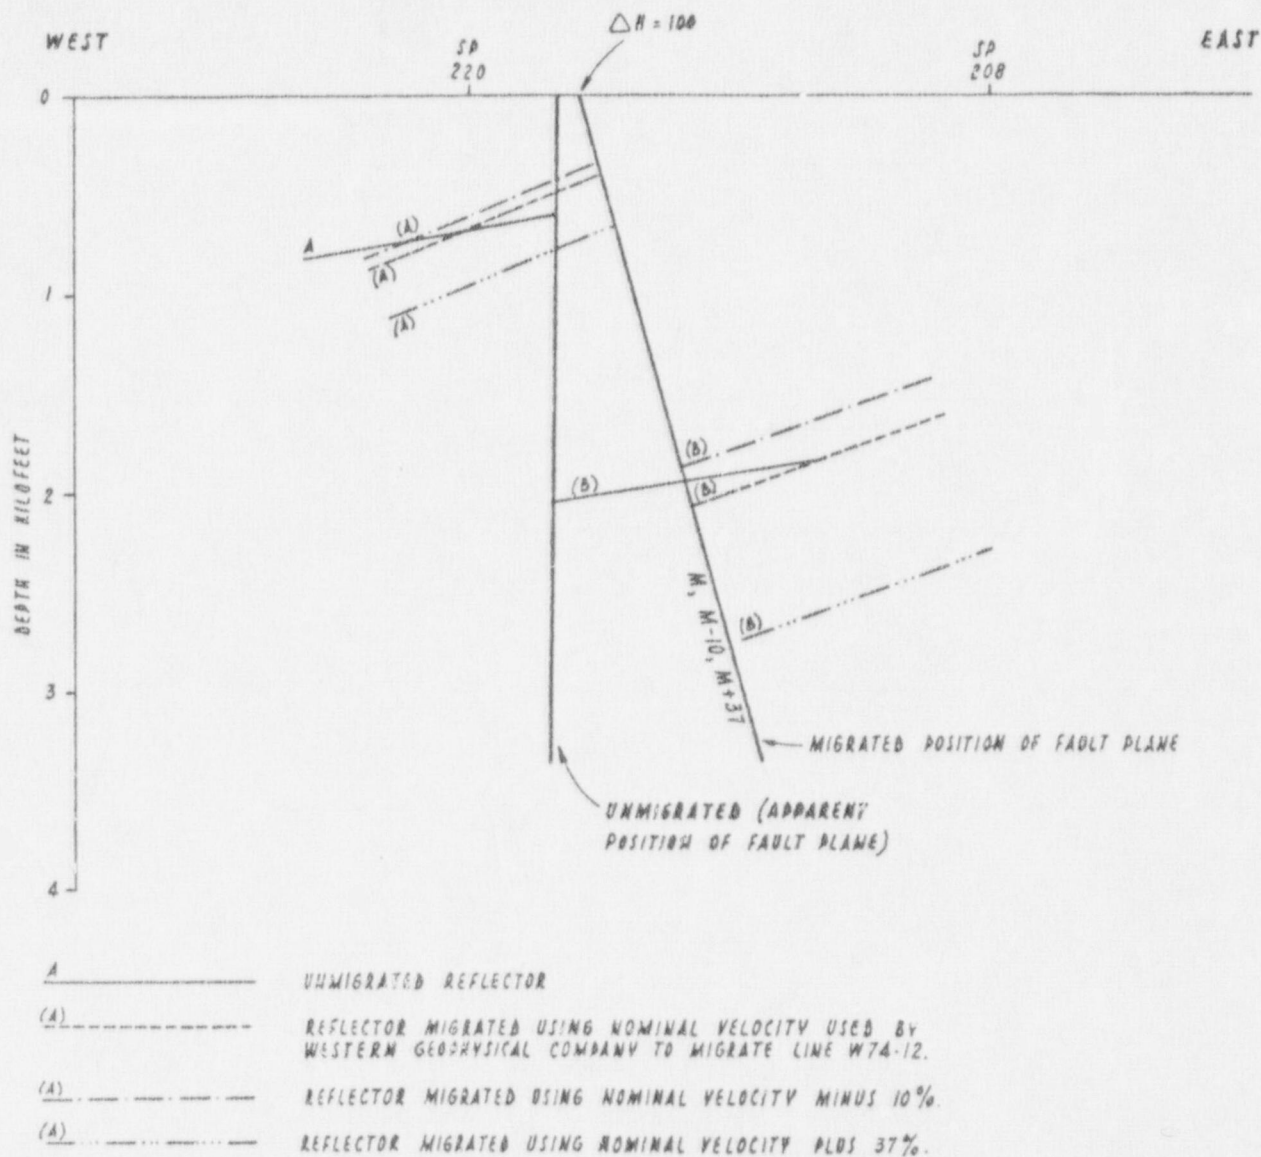 △H = 100
WEST
SP
220
SP
208
EAST
0
(A)
A
(A)
(A)
1
(B)
(B)
(B)
2
(B)
DEPTH IN KILOFEET
M, M-10, M+37
3
MIGRATED POSITION OF FAULT PLANE
UNMIGRATED (APPARENT
POSITION OF FAULT PLANE)
4
A
UNMIGRATED REFLECTOR
(A)
REFLECTOR MIGRATED USING NOMINAL VELOCITY USED BY
WESTERN GEOPHYSICAL COMPANY TO MIGRATE LINE W74-12.
(A)
REFLECTOR MIGRATED USING NOMINAL VELOCITY MINUS 10%.
(A)
REFLECTOR MIGRATED USING NOMINAL VELOCITY PLUS 37%.